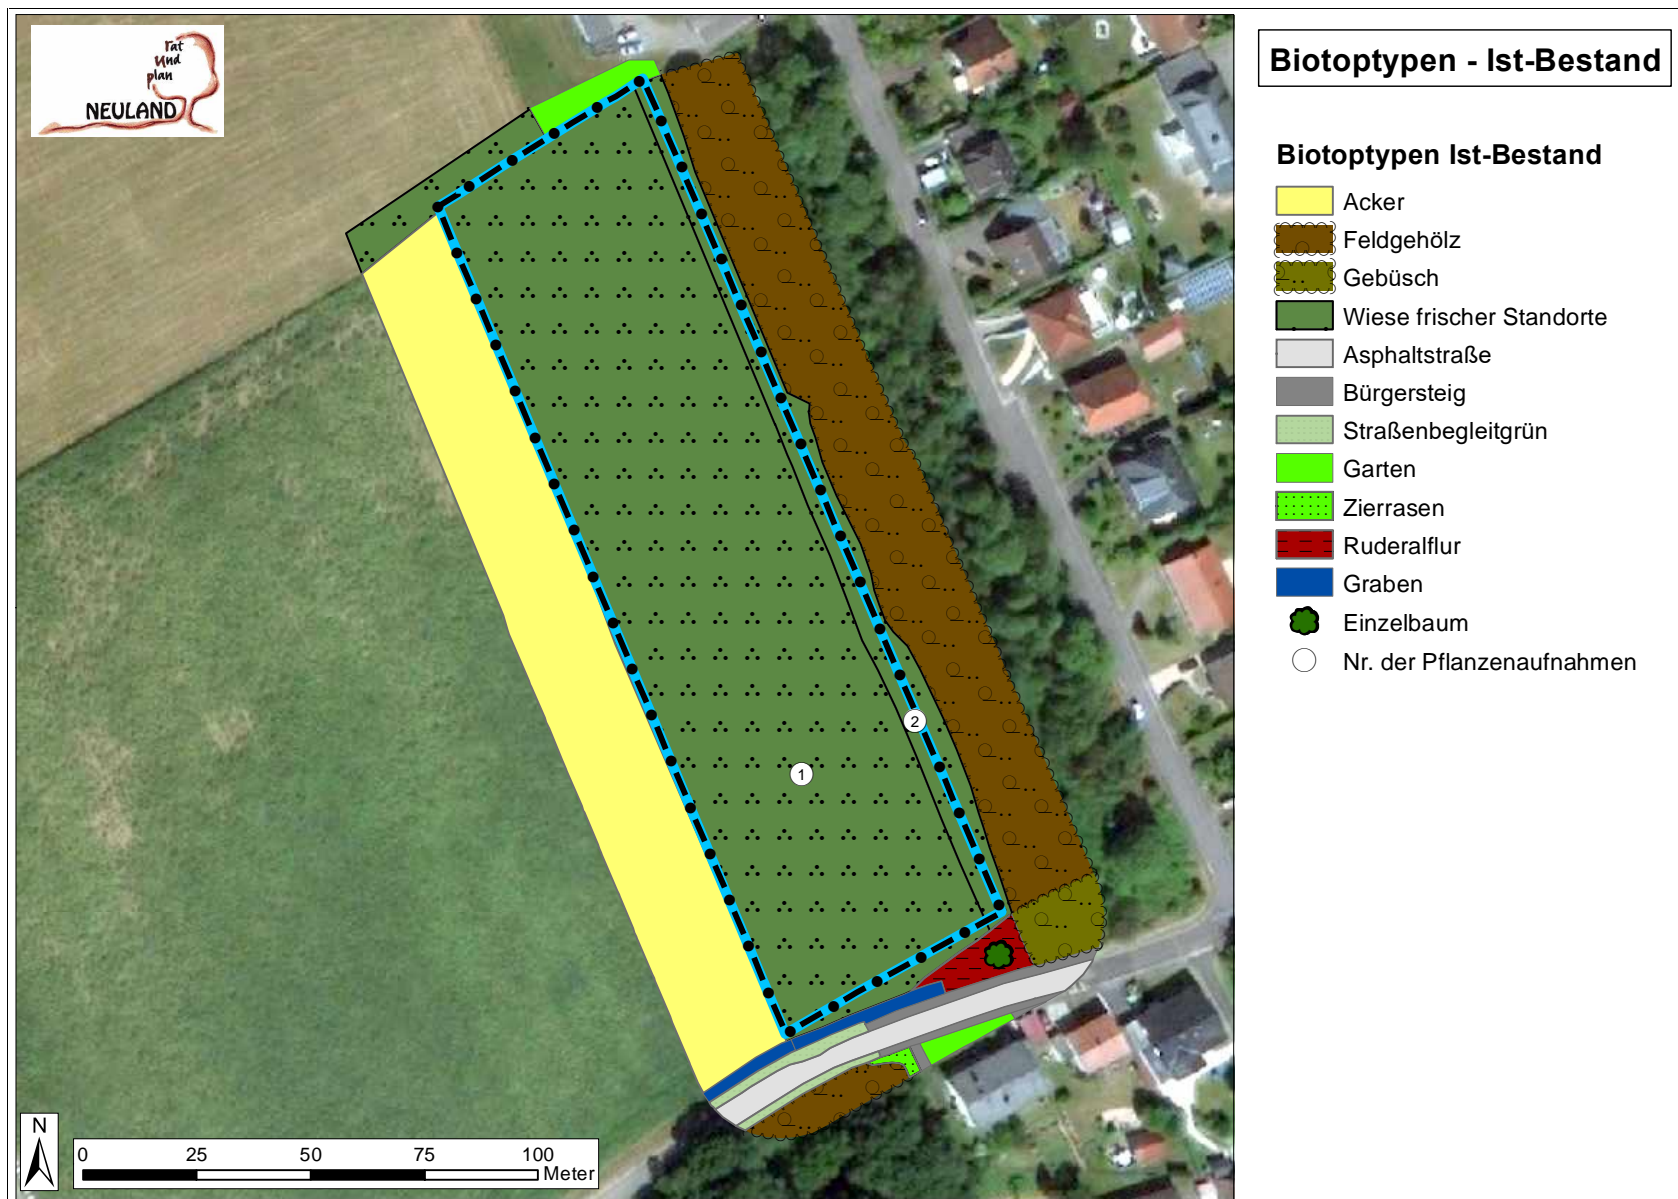 rat
und
plan
NEULAND
Biotoptypen - Ist-Bestand
Biotoptypen Ist-Bestand
Acker
Feldgehölz
Gebüsch
Wiese frischer Standorte
Asphaltstraße
Bürgersteig
Straßenbegleitgrün
Garten
Zierrasen
Ruderalflur
Graben
Einzelbaum
Nr. der Pflanzenaufnahmen
2
1
N
0 25 50 75 100
Meter